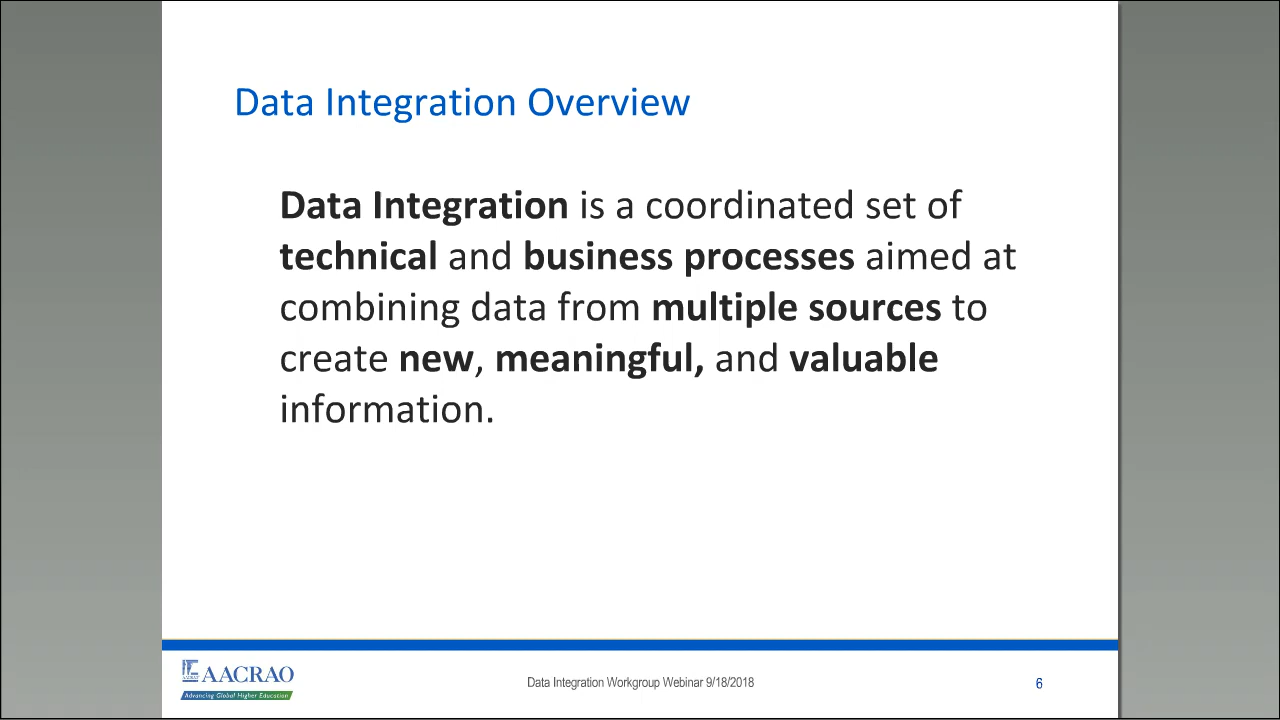 Data Integration Overview
Data Integration is a coordinated set of
technical and business processes aimed at
combining data from multiple sources to
create new, meaningful, and valuable
information.
AACRAO
Advancing Global Higher Education
Data Integration Workgroup Webinar 9/18/2018
6